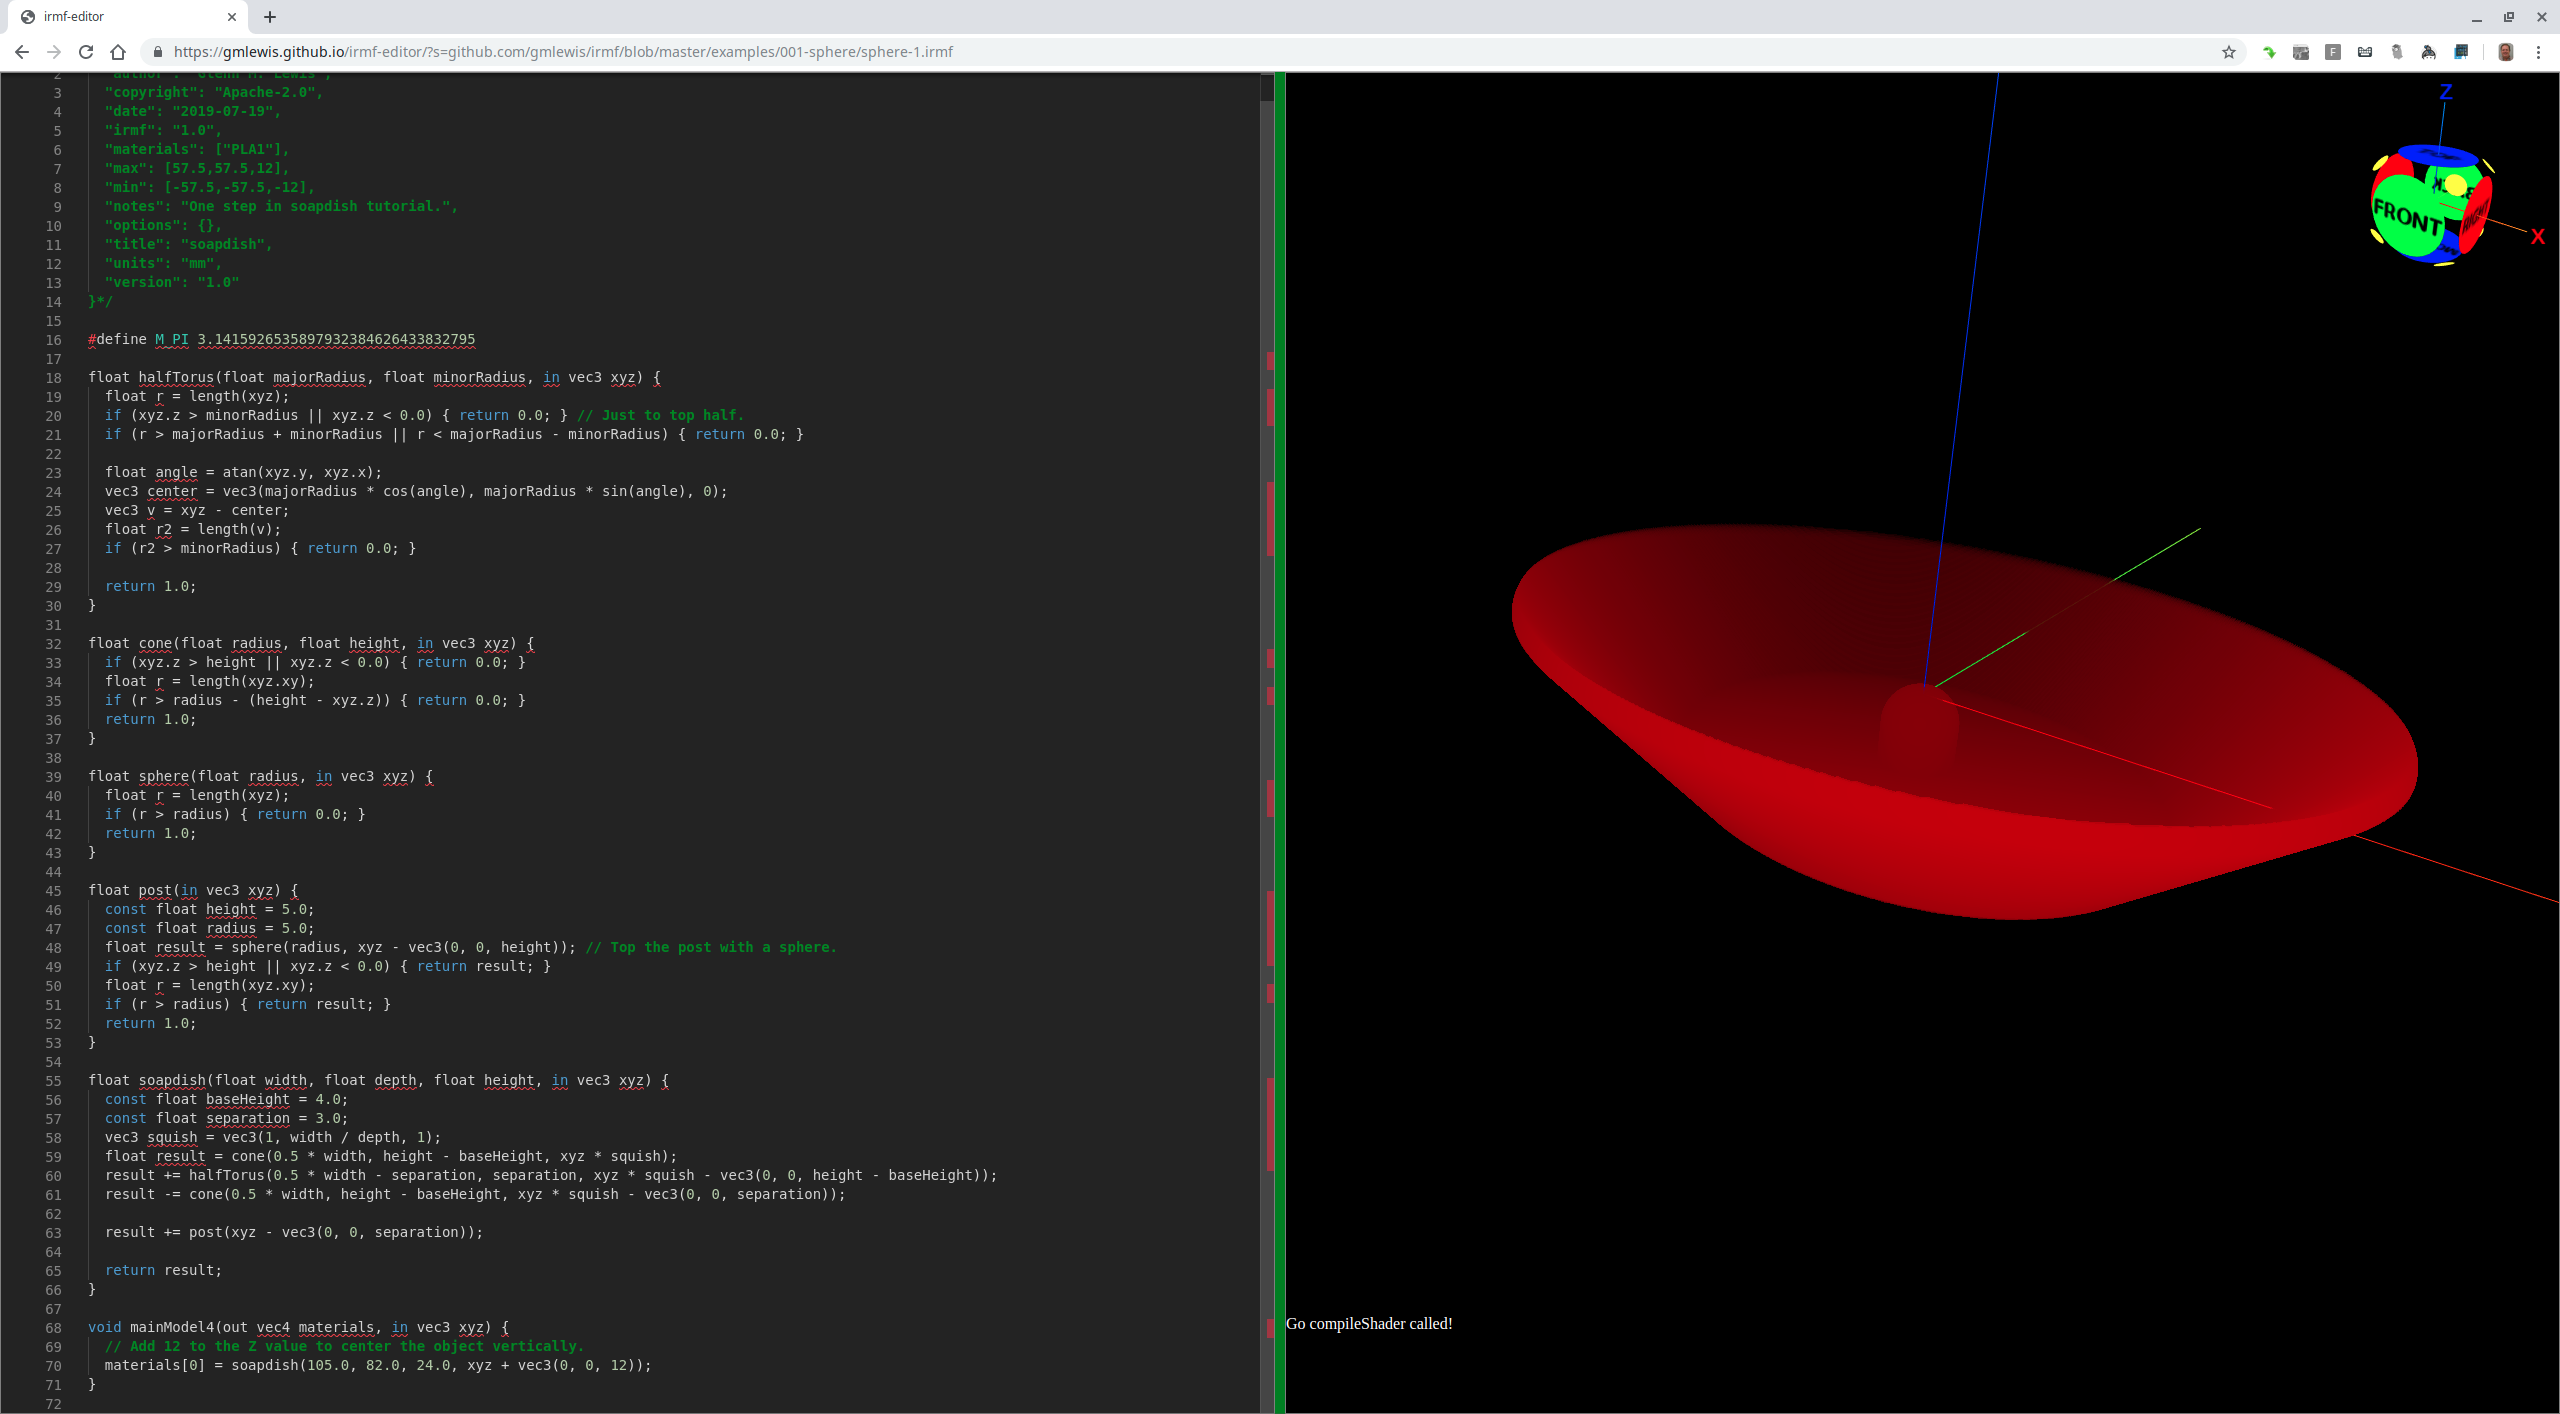 irmf-editor
https://gmlewis.github.io/irmf-editor/?s=github.com/gmlewis/irmf/blob/master/examples/001-sphere/sphere-1.irmf
F
2 "author": "Glenn M. Lewis",
3 "copyright": "Apache-2.0",
4 "date": "2019-07-19",
5 "irmf": "1.0",
6 "materials": ["PLA1"],
7 "max": [57.5,57.5,12],
8 "min": [-57.5,-57.5,-12],
9 "notes": "One step in soapdish tutorial.",
10 "options": {},
11 "title": "soapdish",
12 "units": "mm",
13 "version": "1.0"
14 }*/
15
16 #define M_PI 3.1415926535897932384626433832795
17
18 float halfTorus(float majorRadius, float minorRadius, in vec3 xyz) {
19 float r = length(xyz);
20 if (xyz.z > minorRadius || xyz.z < 0.0) { return 0.0; } // Just to top half.
21 if (r > majorRadius + minorRadius || r < majorRadius - minorRadius) { return 0.0; }
22
23 float angle = atan(xyz.y, xyz.x);
24 vec3 center = vec3(majorRadius * cos(angle), majorRadius * sin(angle), 0);
25 vec3 v = xyz - center;
26 float r2 = length(v);
27 if (r2 > minorRadius) { return 0.0; }
28
29 return 1.0;
30 }
31
32 float cone(float radius, float height, in vec3 xyz) {
33 if (xyz.z > height || xyz.z < 0.0) { return 0.0; }
34 float r = length(xyz.xy);
35 if (r > radius - (height - xyz.z)) { return 0.0; }
36 return 1.0;
37 }
38
39 float sphere(float radius, in vec3 xyz) {
40 float r = length(xyz);
41 if (r > radius) { return 0.0; }
42 return 1.0;
43 }
44
45 float post(in vec3 xyz) {
46 const float height = 5.0;
47 const float radius = 5.0;
48 float result = sphere(radius, xyz - vec3(0, 0, height)); // Top the post with a sphere.
49 if (xyz.z > height || xyz.z < 0.0) { return result; }
50 float r = length(xyz.xy);
51 if (r > radius) { return result; }
52 return 1.0;
53 }
54
55 float soapdish(float width, float depth, float height, in vec3 xyz) {
56 const float baseHeight = 4.0;
57 const float separation = 3.0;
58 vec3 squish = vec3(1, width / depth, 1);
59 float result = cone(0.5 * width, height - baseHeight, xyz * squish);
60 result += halfTorus(0.5 * width - separation, separation, xyz * squish - vec3(0, 0, height - baseHeight));
61 result -= cone(0.5 * width, height - baseHeight, xyz * squish - vec3(0, 0, separation));
62
63 result += post(xyz - vec3(0, 0, separation));
64
65 return result;
66 }
67
68 void mainModel4(out vec4 materials, in vec3 xyz) {
69 // Add 12 to the Z value to center the object vertically.
70 materials[0] = soapdish(105.0, 82.0, 24.0, xyz + vec3(0, 0, 12));
71 }
72
Z
FRONT
X
Go compileShader called!